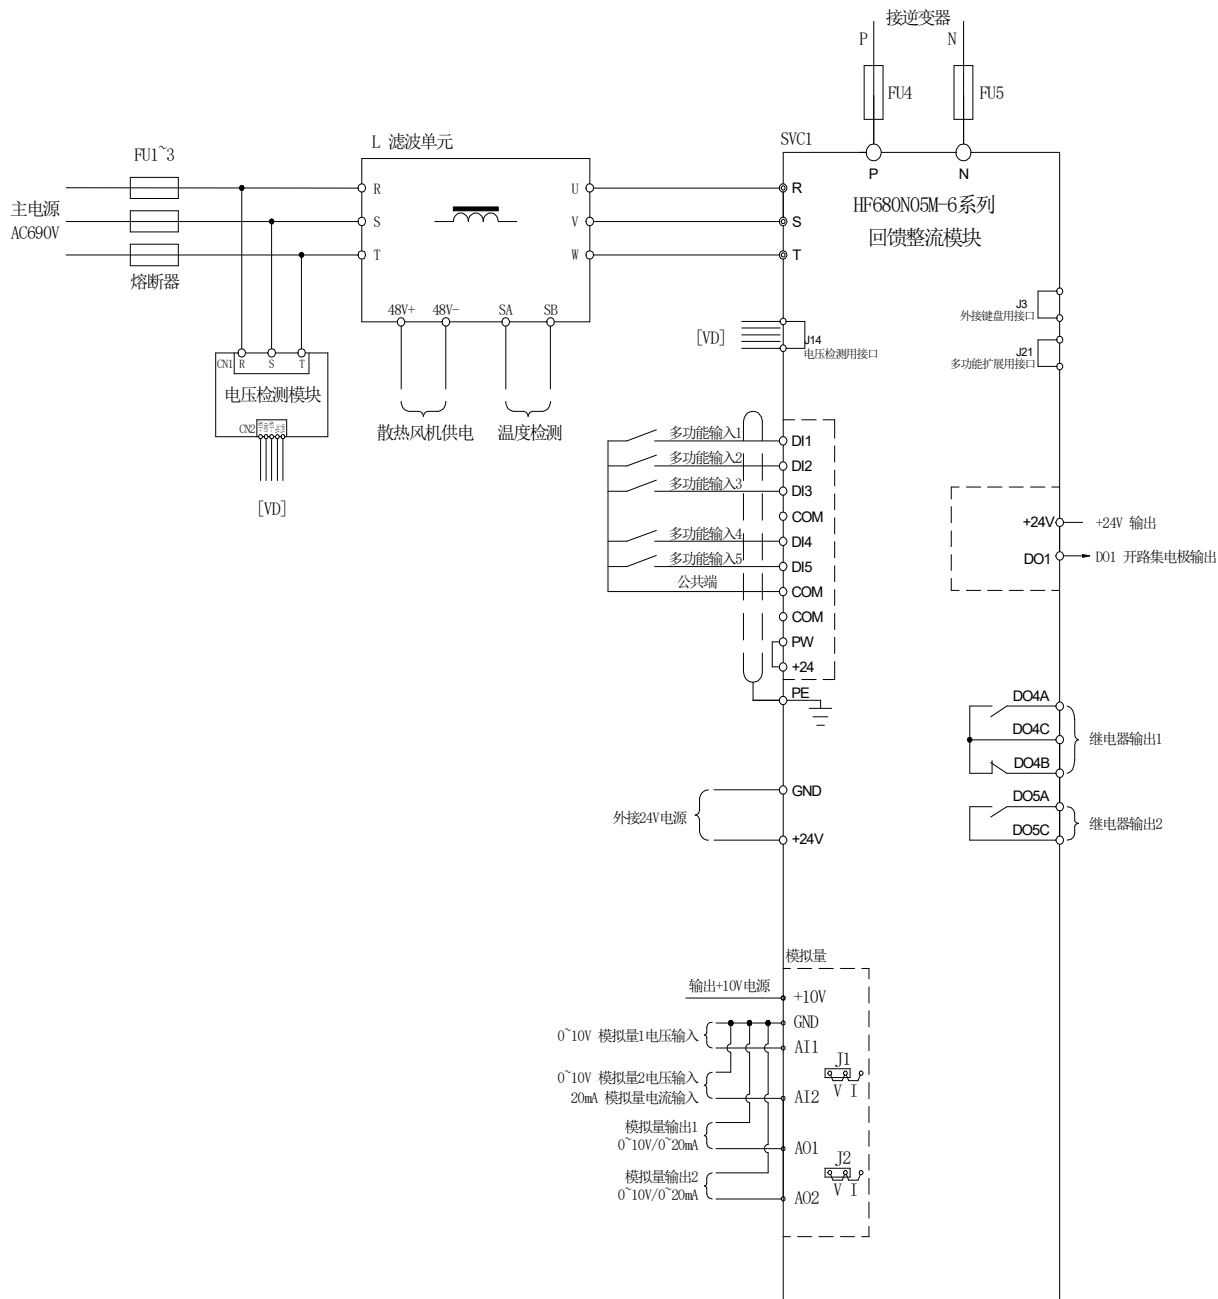 接逆变器
P
N
FU4
FU5
SVC1
P
N
HF680N05M-6系列
回馈整流模块
L 滤波单元
FU1~3
主电源
AC690V
熔断器
R
S
T
U
V
W
R
S
T
48V+
48V-
SA
SB
散热风机供电
温度检测
CN1
R
S
T
电压检测模块
CN2
[VD]
[VD]
J14
电压检测用接口
J3
外接键盘用接口
J21
多功能扩展用接口
多功能输入1
DI1
多功能输入2
DI2
多功能输入3
DI3
COM
多功能输入4
DI4
多功能输入5
DI5
公共端
COM
COM
PW
+24
PE
+24V
+24V 输出
DO1
DO1 开路集电极输出
DO4A
DO4C
DO4B
继电器输出1
DO5A
DO5C
继电器输出2
外接24V电源
GND
+24V
模拟量
输出+10V电源
+10V
GND
0~10V 模拟量1电压输入
AI1
0~10V 模拟量2电压输入
20mA 模拟量电流输入
AI2
J1
V I
模拟量输出1
0~10V/0~20mA
AO1
J2
V I
模拟量输出2
0~10V/0~20mA
AO2